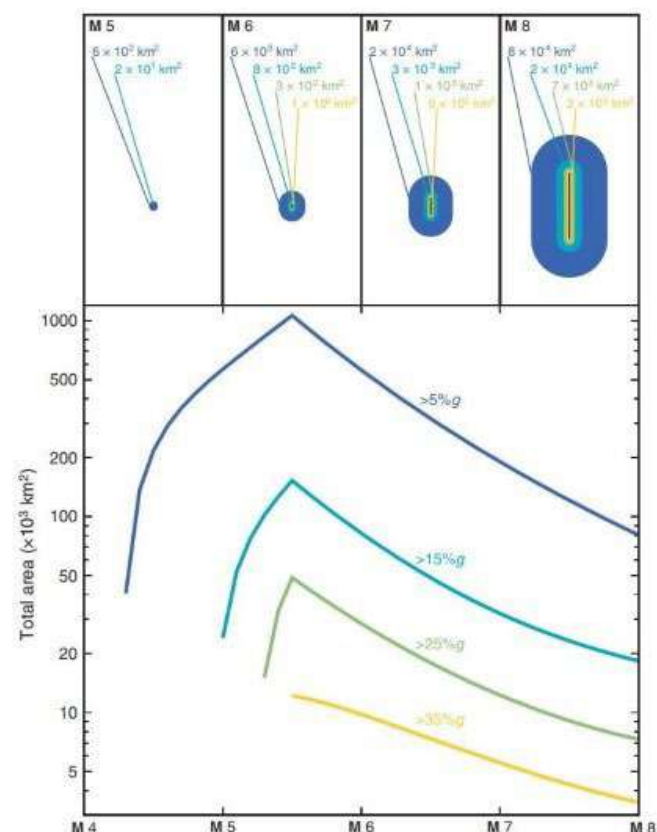 M 5
6 × 10² km²
2 × 10¹ km²
M 6
6 × 10³ km²
8 × 10² km²
3 × 10² km²
M 7
2 × 10⁴ km²
3 × 10³ km²
1 × 10³ km²
M 8
8 × 10⁴ km²
2 × 10⁴ km²
7 × 10³ km²
Total area (×10³ km²)
1000
500
200
100
50
20
10
5
>5%g
>15%g
>25%g
>35%g
M 4
M 5
M 6
M 7
M 8